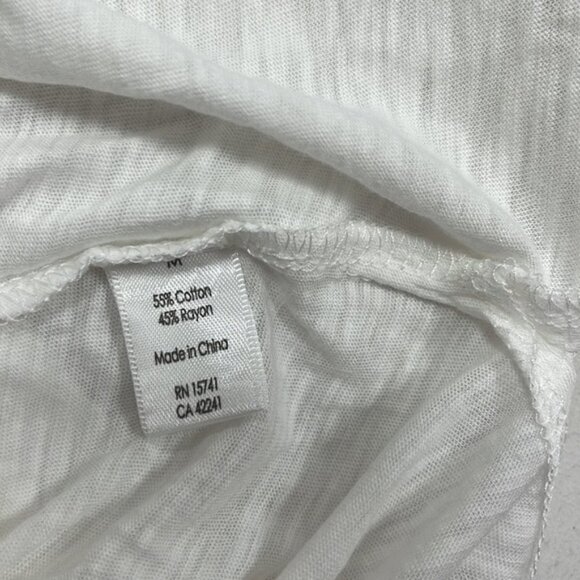 M
55% Cotton
45% Rayon
Made in China
RN 15741
CA 42241